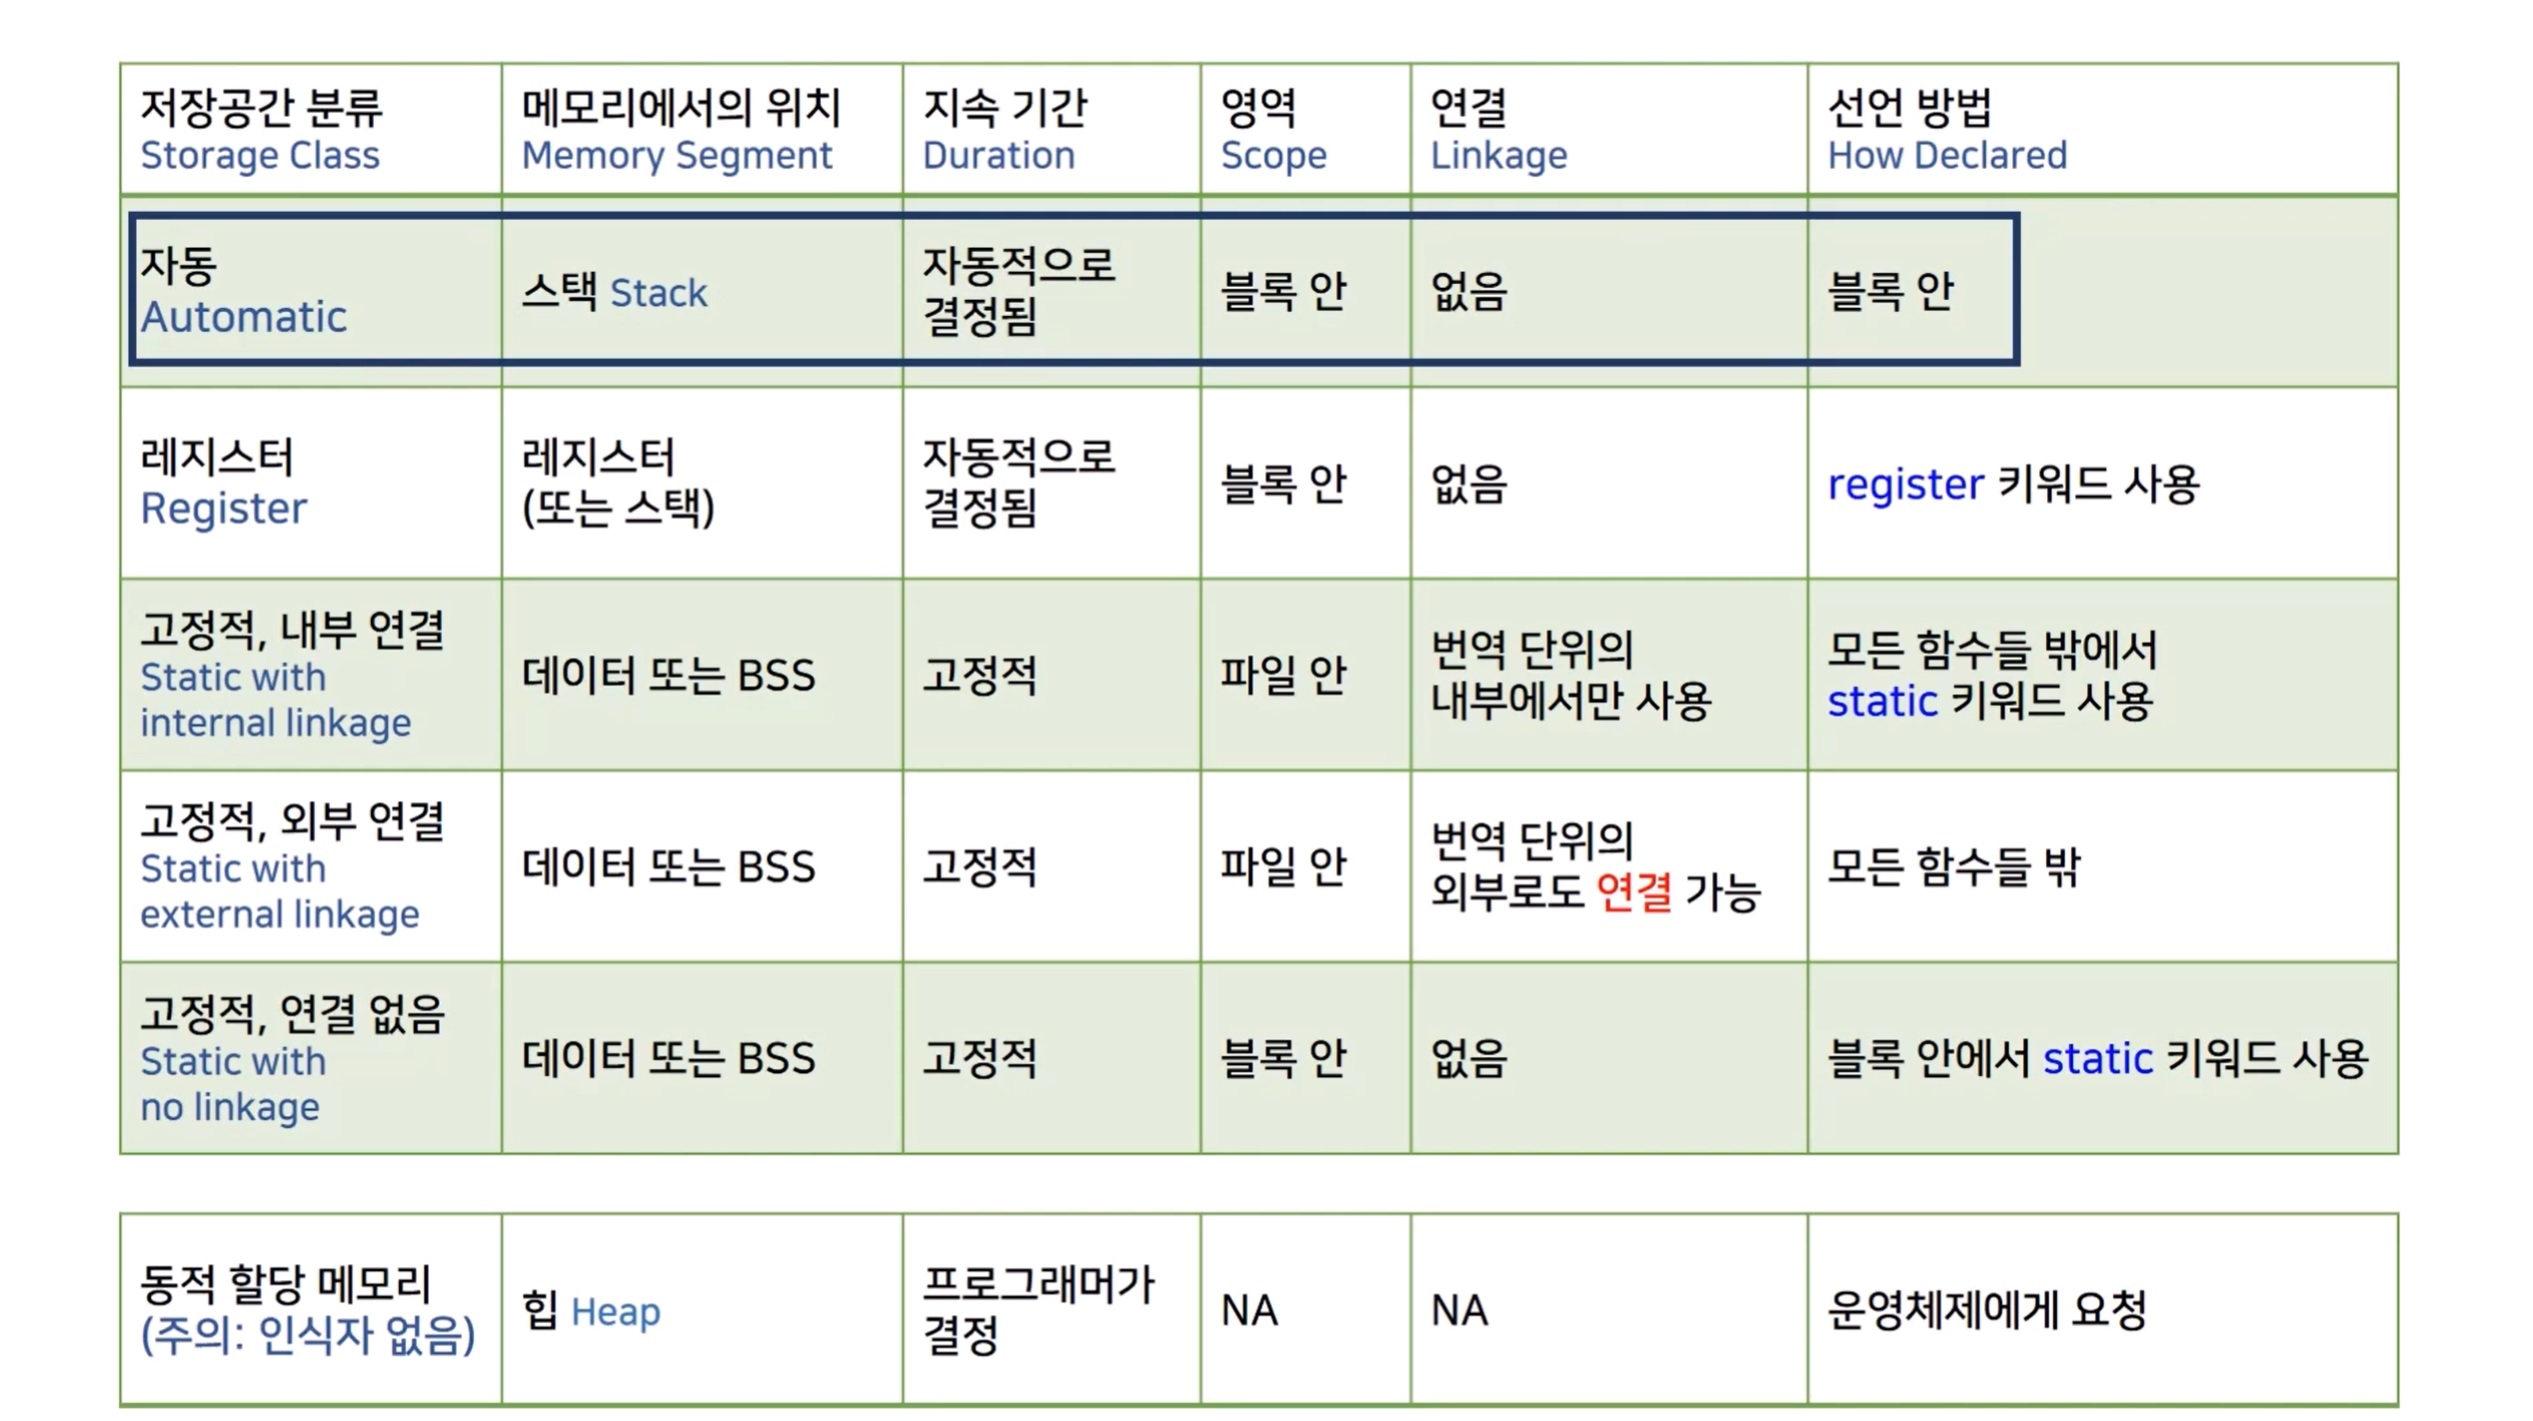 저장공간 분류
Storage Class
메모리에서의 위치
Memory Segment
지속 기간
Duration
영역
Scope
연결
Linkage
선언 방법
How Declared
자동
Automatic
스택 Stack
자동적으로
결정됨
블록 안
없음
블록 안
레지스터
Register
레지스터
(또는 스택)
자동적으로
결정됨
블록 안
없음
register 키워드 사용
고정적, 내부 연결
Static with
internal linkage
데이터 또는 BSS
고정적
파일 안
번역 단위의
내부에서만 사용
모든 함수들 밖에서
static 키워드 사용
고정적, 외부 연결
Static with
external linkage
데이터 또는 BSS
고정적
파일 안
번역 단위의
외부로도 연결 가능
모든 함수들 밖
고정적, 연결 없음
Static with
no linkage
데이터 또는 BSS
고정적
블록 안
없음
블록 안에서 static 키워드 사용
동적 할당 메모리
(주의: 인식자 없음)
힙 Heap
프로그래머가
결정
NA
NA
운영체제에게 요청